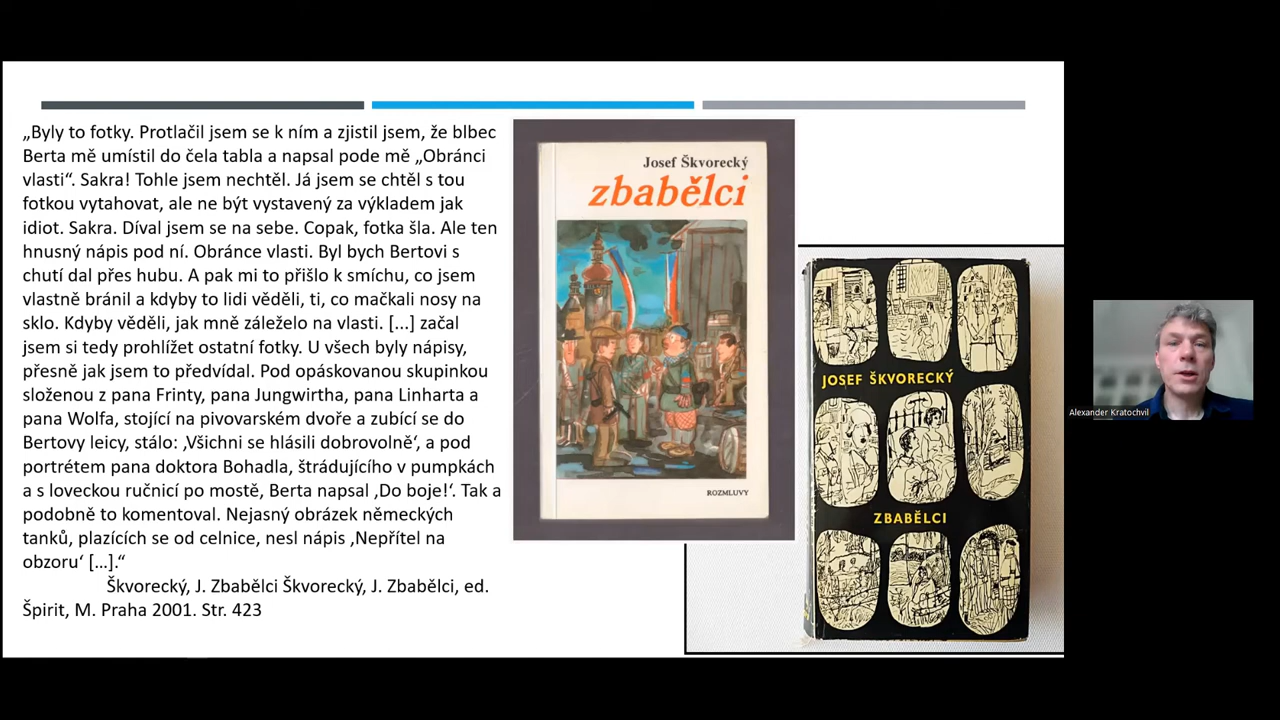 „Byly to fotky. Protlačil jsem se k ním a zjistil jsem, že blbec
Berta mě umístil do čela tabla a napsal pode mě „Obránci
vlasti“. Sakra! Tohle jsem nechtěl. Já jsem se chtěl s tou
fotkou vytahovat, ale ne být vystavený za výkladem jak
idiot. Sakra. Díval jsem se na sebe. Copak, fotka šla. Ale ten
hnusný nápis pod ní. Obránce vlasti. Byl bych Bertovi s
chutí dal přes hubu. A pak mi to přišlo k smíchu, co jsem
vlastně bránil a kdyby to lidi věděli, ti, co mačkali nosy na
sklo. Kdyby věděli, jak mně záleželo na vlasti. [...] začal
jsem si tedy prohlížet ostatní fotky. U všech byly nápisy,
přesně jak jsem to předvídal. Pod opáskovanou skupinkou
složenou z pana Frinty, pana Jungwirtha, pana Linharta a
pana Wolfa, stojící na pivovarském dvoře a zubící se do
Bertovy leicy, stálo: ‚Všichni se hlásili dobrovolně‘, a pod
portrétem pana doktora Bohadla, štrádujícího v pumpkách
a s loveckou ručnicí po mostě, Berta napsal ‚Do boje!‘. Tak a
podobně to komentoval. Nejasný obrázek německých
tanků, plazících se od celnice, nesl nápis ‚Nepřítel na
obzoru‘ […].“
Škvorecký, J. Zbabělci Škvorecký, J. Zbabělci, ed.
Špirit, M. Praha 2001. Str. 423
Josef Škvorecký
zbabělci
ROZMLUVY
JOSEF ŠKVORECKÝ
ZBABĚLCI
Alexander Kratochvil